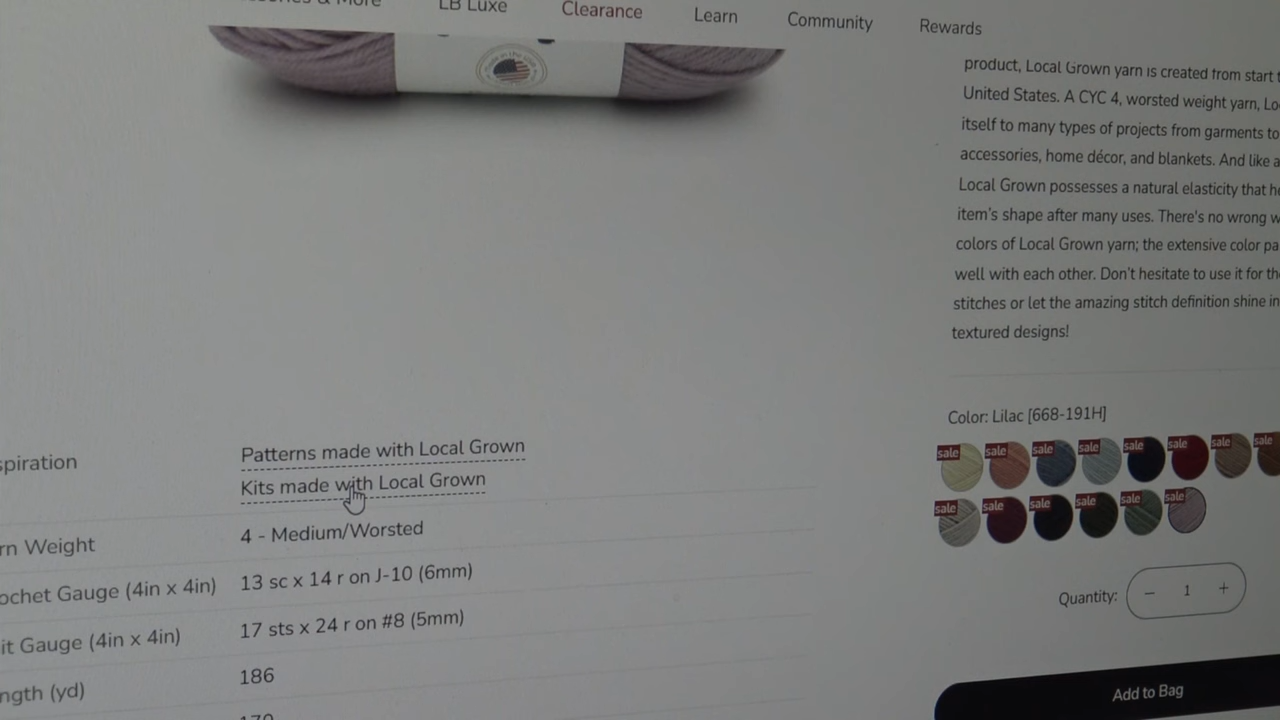 & More
LB Luxe
Clearance
Learn
Community
Rewards
Made in the USA
product, Local Grown yarn is created from start
United States. A CYC 4, worsted weight yarn, Lo
itself to many types of projects from garments to
accessories, home décor, and blankets. And like a
Local Grown possesses a natural elasticity that he
item's shape after many uses. There's no wrong w
colors of Local Grown yarn; the extensive color pa
well with each other. Don't hesitate to use it for th
stitches or let the amazing stitch definition shine in
textured designs!
Color: Lilac [668-191H]
sale sale sale sale sale sale sale sale
sale sale sale sale sale sale
Quantity: − 1 +
Add to Bag
spiration
Patterns made with Local Grown
Kits made with Local Grown
rn Weight 4 - Medium/Worsted
ochet Gauge (4in x 4in) 13 sc x 14 r on J-10 (6mm)
it Gauge (4in x 4in) 17 sts x 24 r on #8 (5mm)
ngth (yd) 186
170